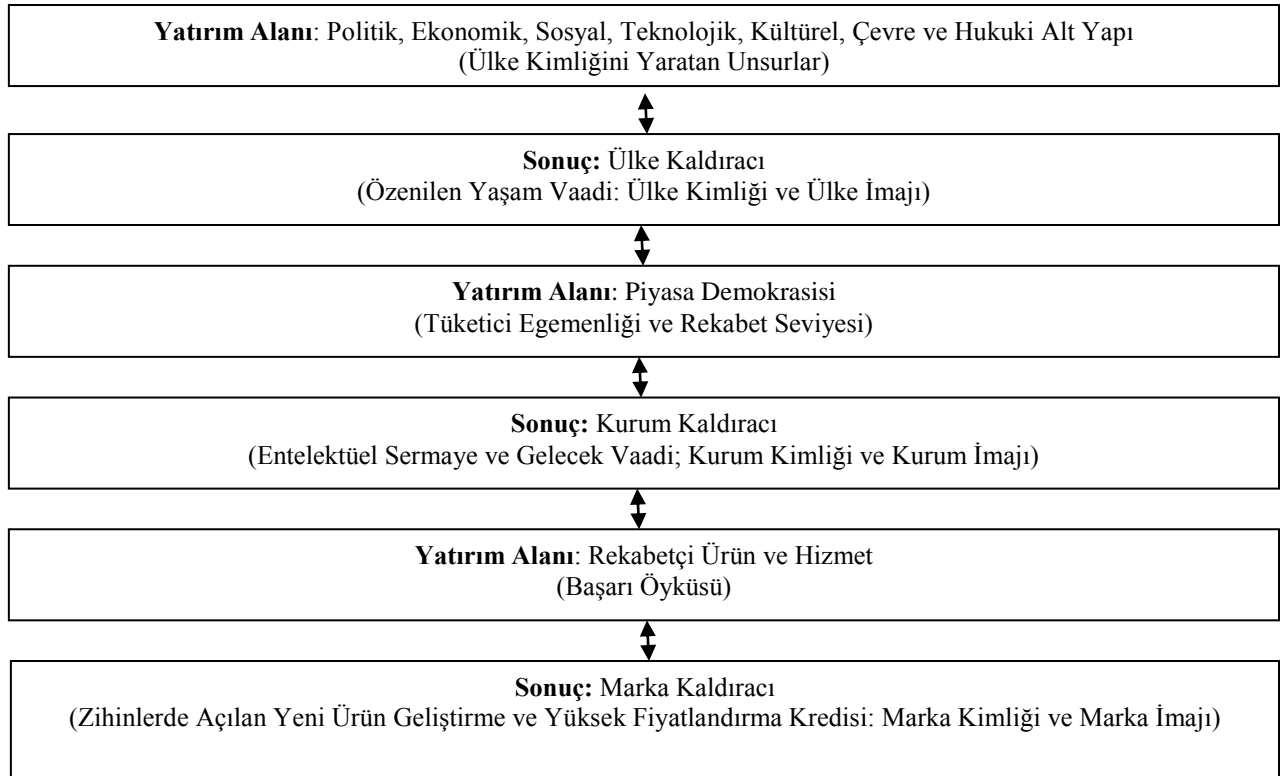 Yatırım Alanı: Politik, Ekonomik, Sosyal, Teknolojik, Kültürel, Çevre ve Hukuki Alt Yapı
(Ülke Kimliğini Yaratan Unsurlar)
Sonuç: Ülke Kaldıracı
(Özenilen Yaşam Vaadi: Ülke Kimliği ve Ülke İmajı)
Yatırım Alanı: Piyasa Demokrasisi
(Tüketici Egemenliği ve Rekabet Seviyesi)
Sonuç: Kurum Kaldıracı
(Entelektüel Sermaye ve Gelecek Vaadi; Kurum Kimliği ve Kurum İmajı)
Yatırım Alanı: Rekabetçi Ürün ve Hizmet
(Başarı Öyküsü)
Sonuç: Marka Kaldıracı
(Zihinlerde Açılan Yeni Ürün Geliştirme ve Yüksek Fiyatlandırma Kredisi: Marka Kimliği ve Marka İmajı)